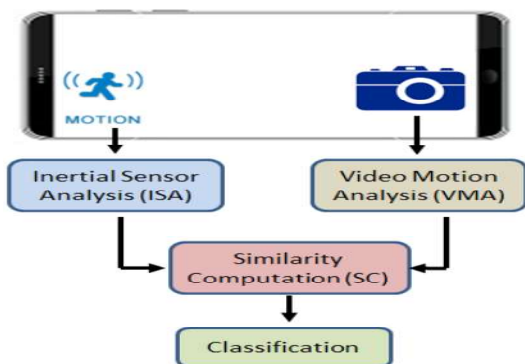 MOTION
Inertial Sensor
Analysis (ISA)
Video Motion
Analysis (VMA)
Similarity
Computation (SC)
Classification